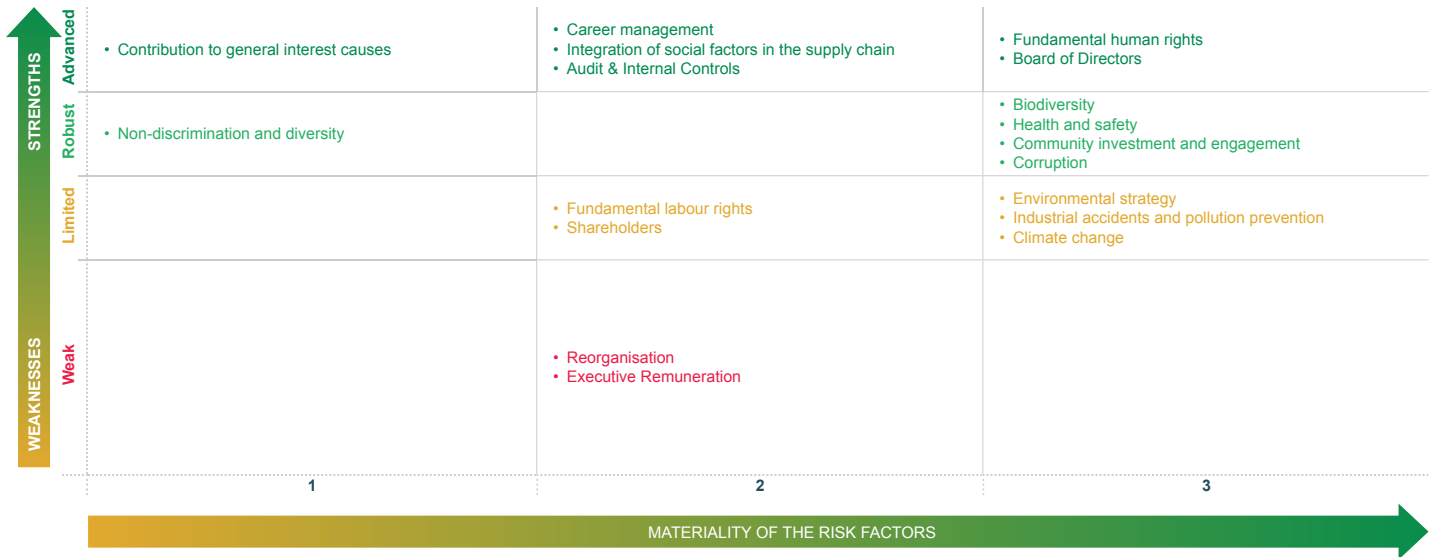 STRENGTHS
WEAKNESSES
Advanced
• Contribution to general interest causes
• Career management
• Integration of social factors in the supply chain
• Audit & Internal Controls
• Fundamental human rights
• Board of Directors
Robust
• Non-discrimination and diversity
• Biodiversity
• Health and safety
• Community investment and engagement
• Corruption
Limited
• Fundamental labour rights
• Shareholders
• Environmental strategy
• Industrial accidents and pollution prevention
• Climate change
Weak
• Reorganisation
• Executive Remuneration
1
2
3
MATERIALITY OF THE RISK FACTORS